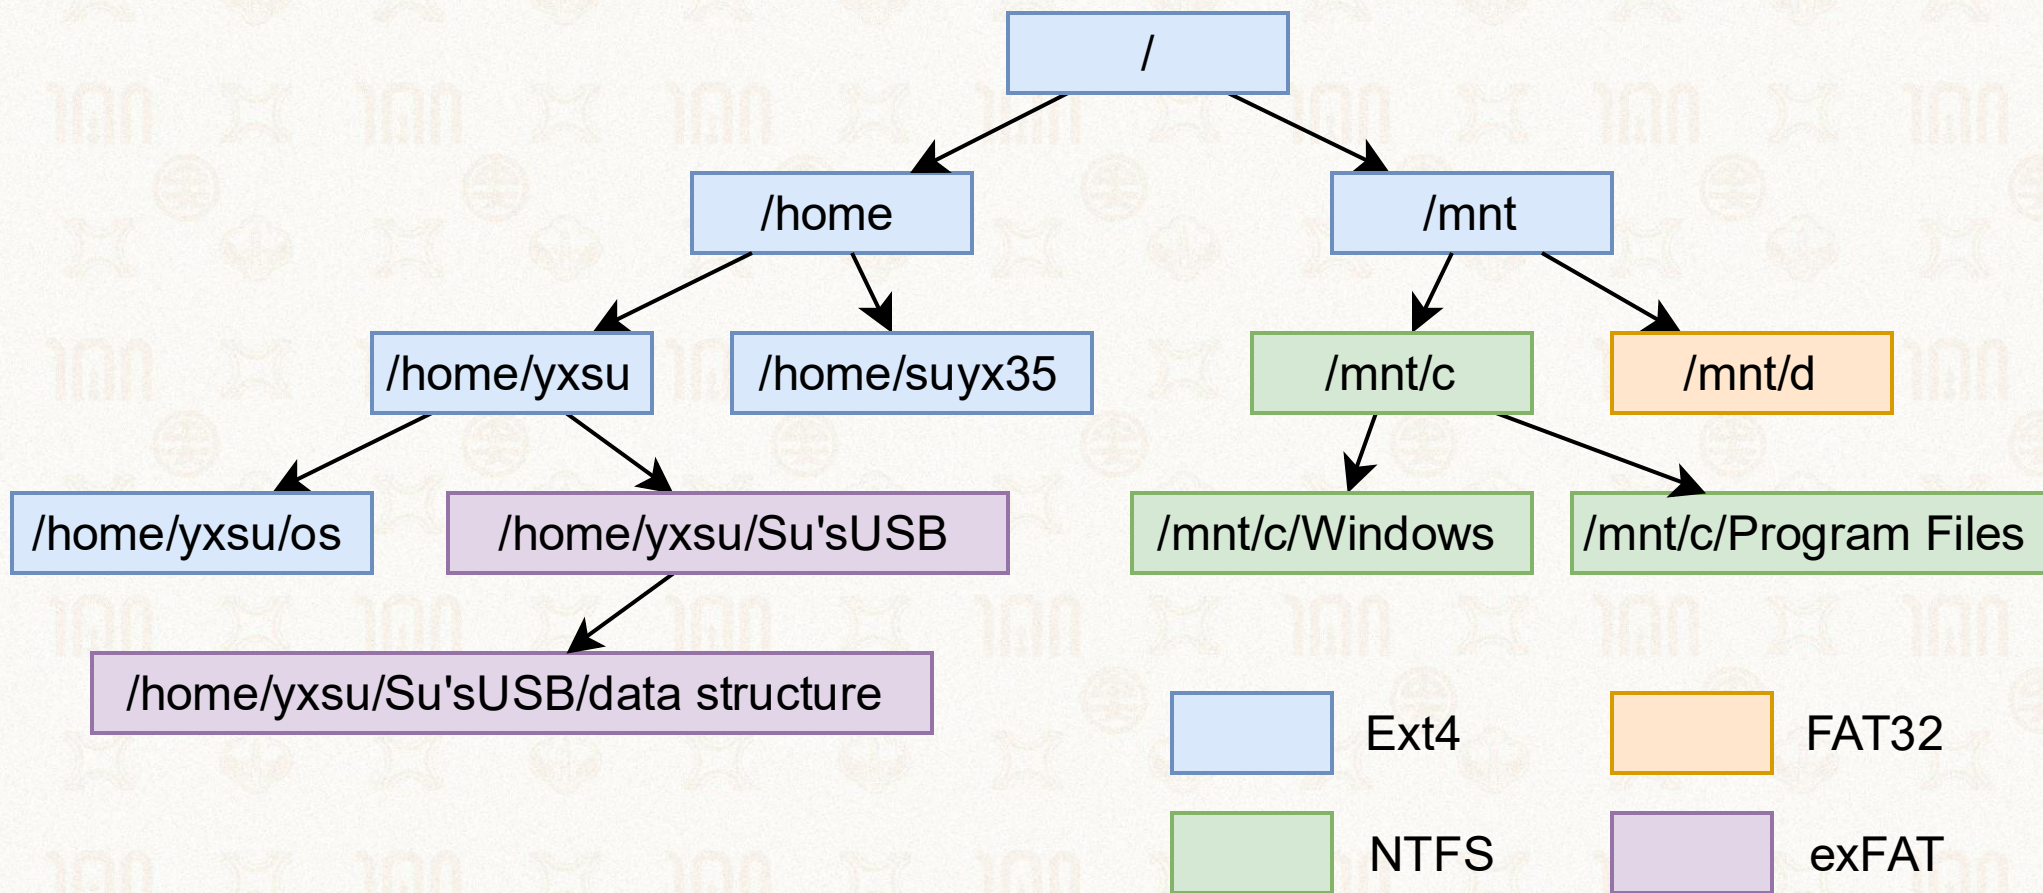 /
/home
/mnt
/home/yxsu
/home/suyx35
/mnt/c
/mnt/d
/home/yxsu/os
/home/yxsu/Su'sUSB
/mnt/c/Windows
/mnt/c/Program Files
/home/yxsu/Su'sUSB/data structure
Ext4
FAT32
NTFS
exFAT